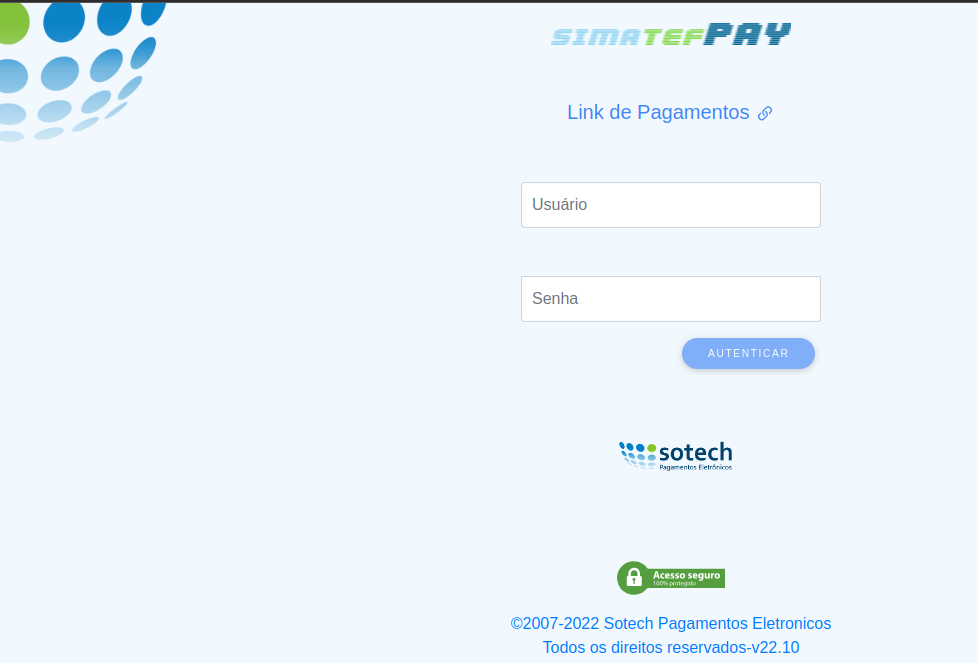 SIMATEFPAY
Link de Pagamentos
Usuário
Senha
AUTENTICAR
sotech
Pagamentos Eletrônicos
Acesso seguro
100% protegido
©2007-2022 Sotech Pagamentos Eletronicos
Todos os direitos reservados-v22.10